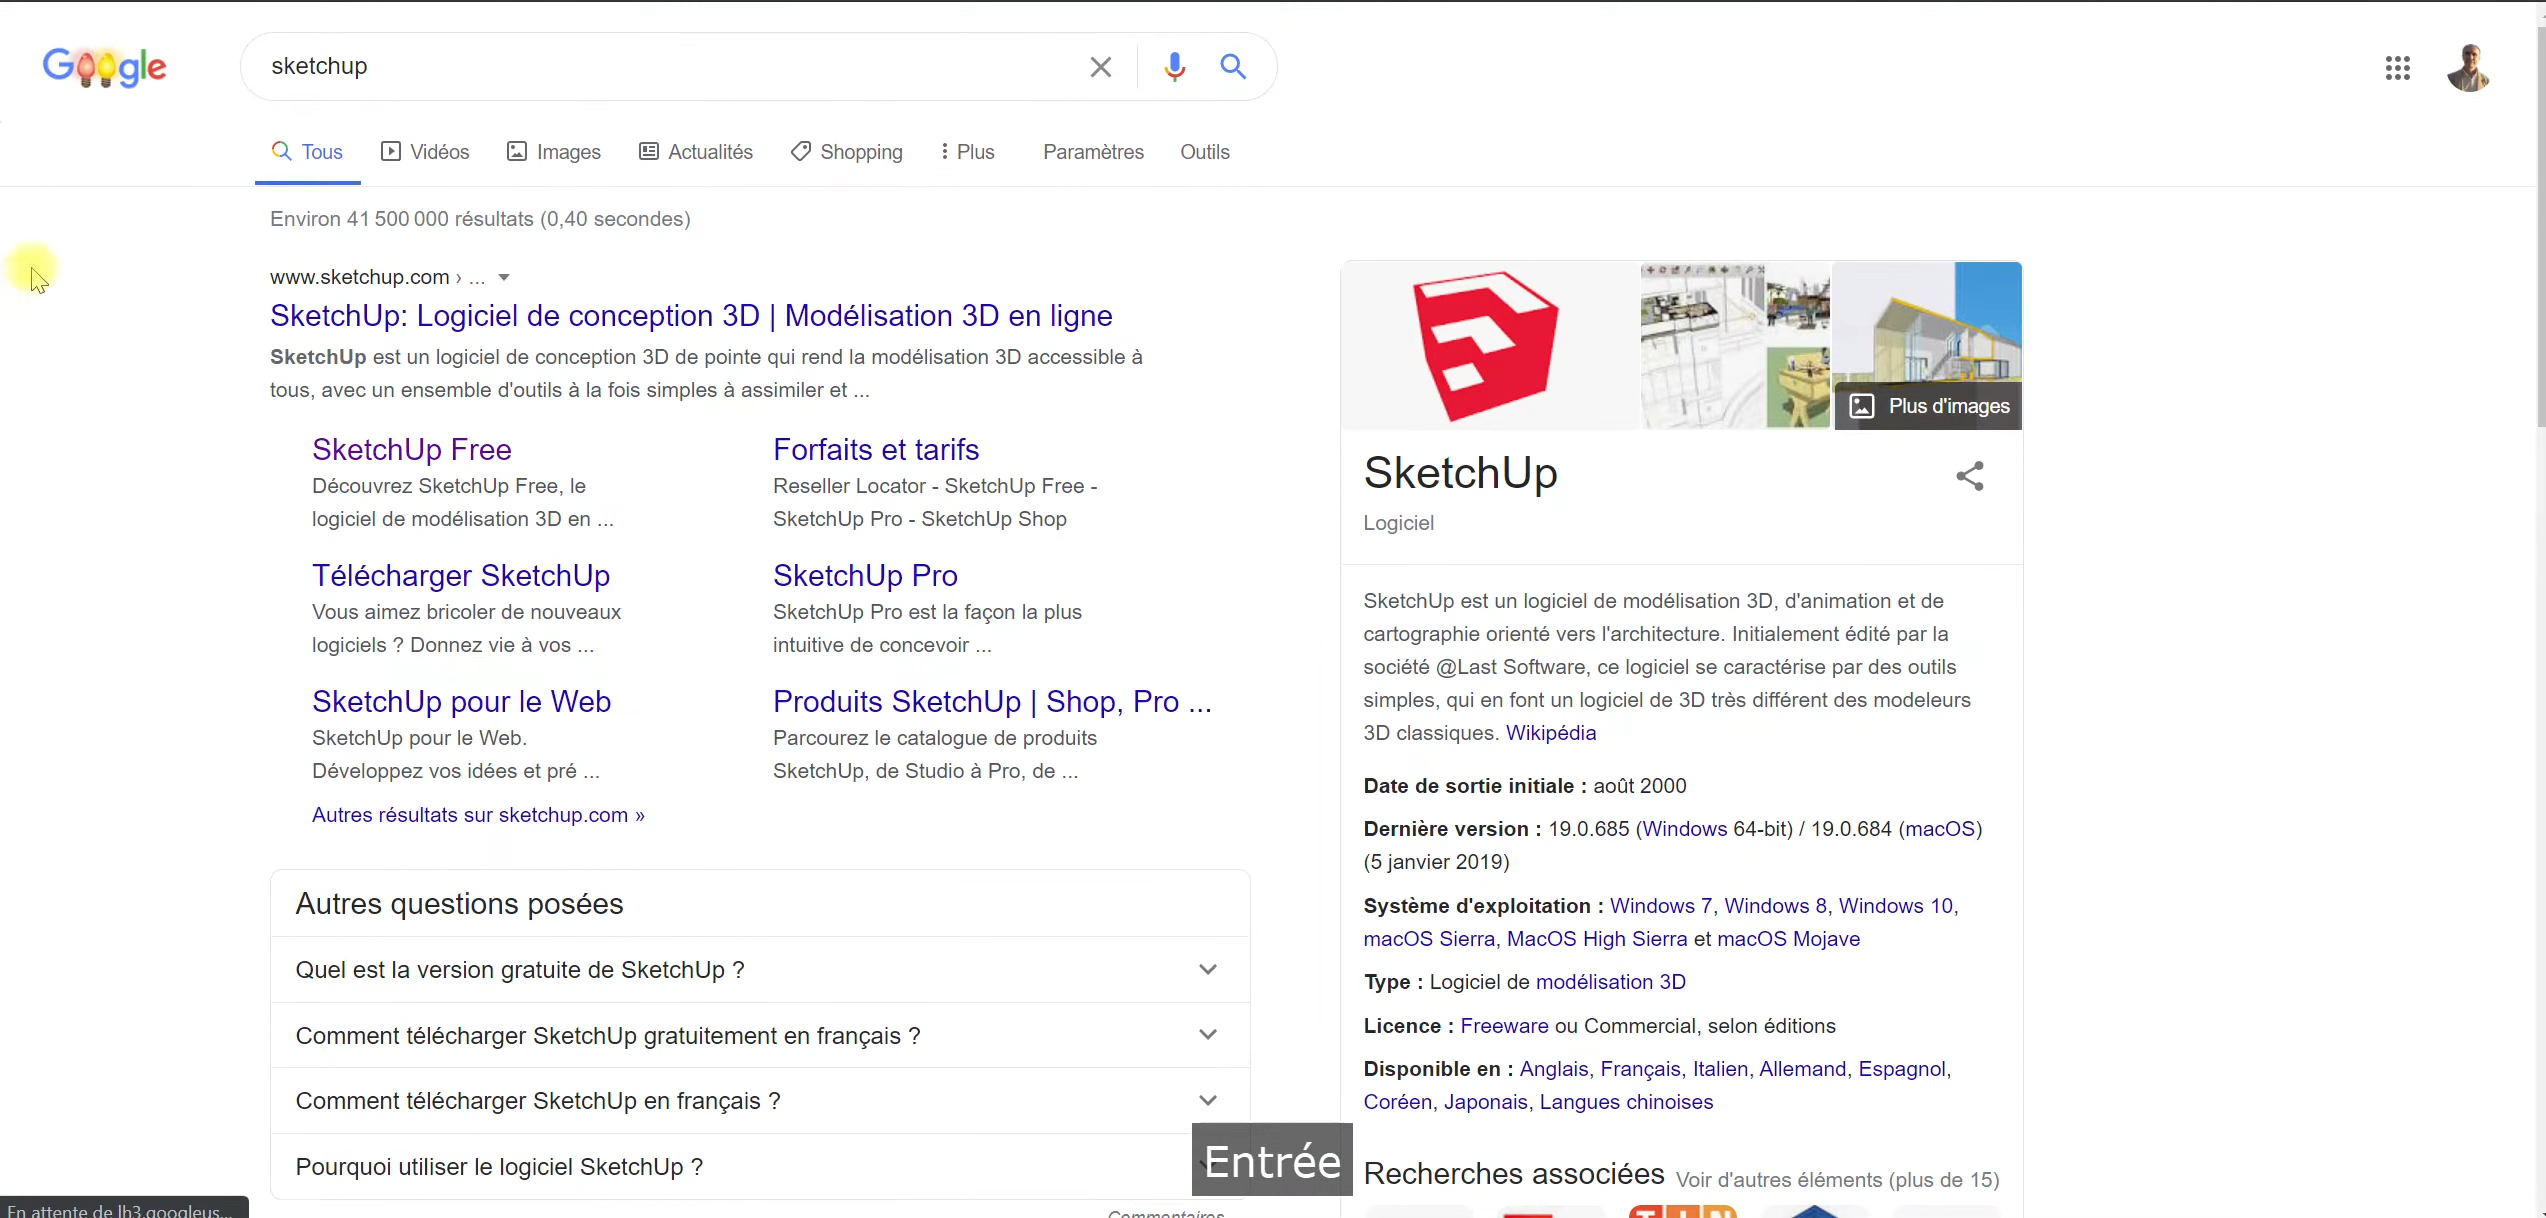 Google
sketchup
Tous
Vidéos
Images
Actualités
Shopping
Plus
Paramètres
Outils
Environ 41 500 000 résultats (0,40 secondes)
www.sketchup.com › ...
SketchUp: Logiciel de conception 3D | Modélisation 3D en ligne
SketchUp est un logiciel de conception 3D de pointe qui rend la modélisation 3D accessible à
tous, avec un ensemble d'outils à la fois simples à assimiler et ...
SketchUp Free
Découvrez SketchUp Free, le
logiciel de modélisation 3D en ...
Forfaits et tarifs
Reseller Locator - SketchUp Free -
SketchUp Pro - SketchUp Shop
Télécharger SketchUp
Vous aimez bricoler de nouveaux
logiciels ? Donnez vie à vos ...
SketchUp Pro
SketchUp Pro est la façon la plus
intuitive de concevoir ...
SketchUp pour le Web
SketchUp pour le Web.
Développez vos idées et pré ...
Produits SketchUp | Shop, Pro ...
Parcourez le catalogue de produits
SketchUp, de Studio à Pro, de ...
Autres résultats sur sketchup.com »
Autres questions posées
Quel est la version gratuite de SketchUp ?
Comment télécharger SketchUp gratuitement en français ?
Comment télécharger SketchUp en français ?
Pourquoi utiliser le logiciel SketchUp ?
Commentaires
Entrée
En attente de lh3.googleus...
Plus d'images
SketchUp
Logiciel
SketchUp est un logiciel de modélisation 3D, d'animation et de
cartographie orienté vers l'architecture. Initialement édité par la
société @Last Software, ce logiciel se caractérise par des outils
simples, qui en font un logiciel de 3D très différent des modeleurs
3D classiques. Wikipédia
Date de sortie initiale : août 2000
Dernière version : 19.0.685 (Windows 64-bit) / 19.0.684 (macOS)
(5 janvier 2019)
Système d'exploitation : Windows 7, Windows 8, Windows 10,
macOS Sierra, MacOS High Sierra et macOS Mojave
Type : Logiciel de modélisation 3D
Licence : Freeware ou Commercial, selon éditions
Disponible en : Anglais, Français, Italien, Allemand, Espagnol,
Coréen, Japonais, Langues chinoises
Recherches associées
Voir d'autres éléments (plus de 15)